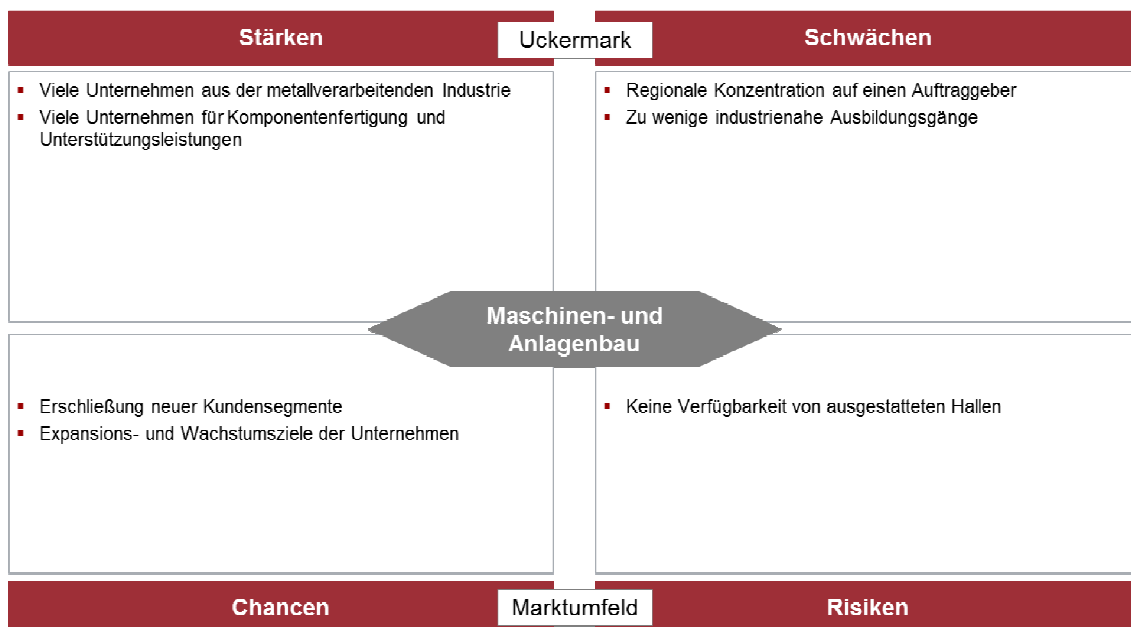 Stärken
Uckermark
Schwächen
▪ Viele Unternehmen aus der metallverarbeitenden Industrie
▪ Viele Unternehmen für Komponentenfertigung und
Unterstützungsleistungen
▪ Regionale Konzentration auf einen Auftraggeber
▪ Zu wenige industrienahe Ausbildungsgänge
Maschinen- und
Anlagenbau
▪ Erschließung neuer Kundensegmente
▪ Expansions- und Wachstumsziele der Unternehmen
▪ Keine Verfügbarkeit von ausgestatteten Hallen
Chancen
Marktumfeld
Risiken